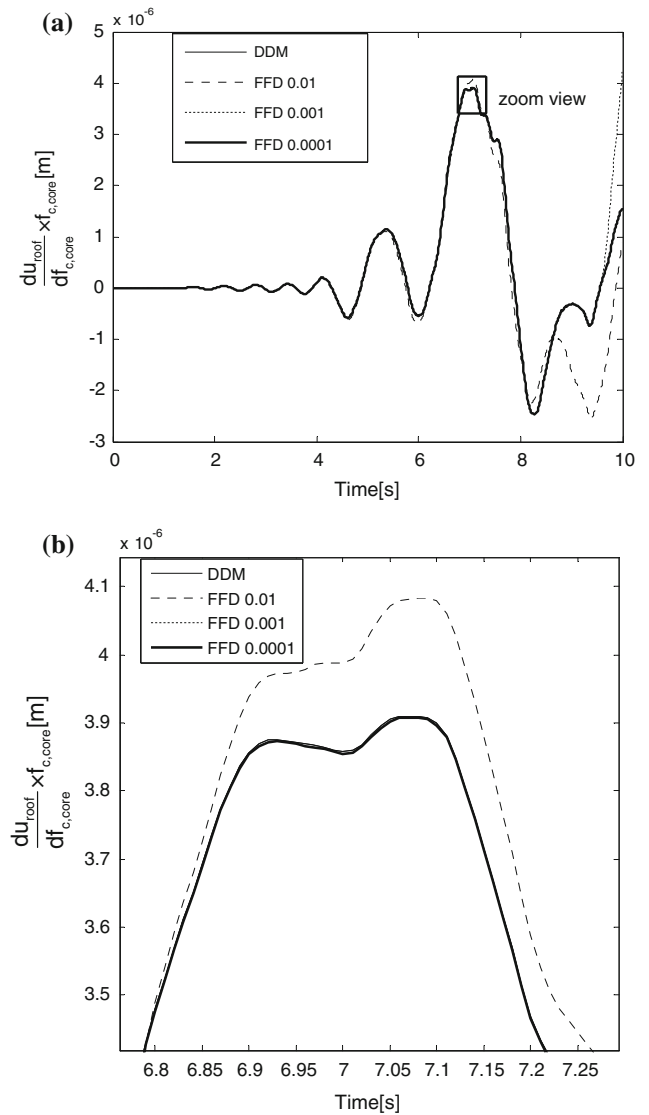 (a)
× 10⁻⁶
5
4
3
2
1
0
-1
-2
-3
DDM
FFD 0.01
FFD 0.001
FFD 0.0001
zoom view
du_roof/df_c,core ×f_c,core[m]
0 2 4 6 8 10
Time[s]
(b)
× 10⁻⁶
4.1
4
3.9
3.8
3.7
3.6
3.5
DDM
FFD 0.01
FFD 0.001
FFD 0.0001
du_roof/df_c,core ×f_c,core[m]
6.8 6.85 6.9 6.95 7 7.05 7.1 7.15 7.2 7.25
Time[s]